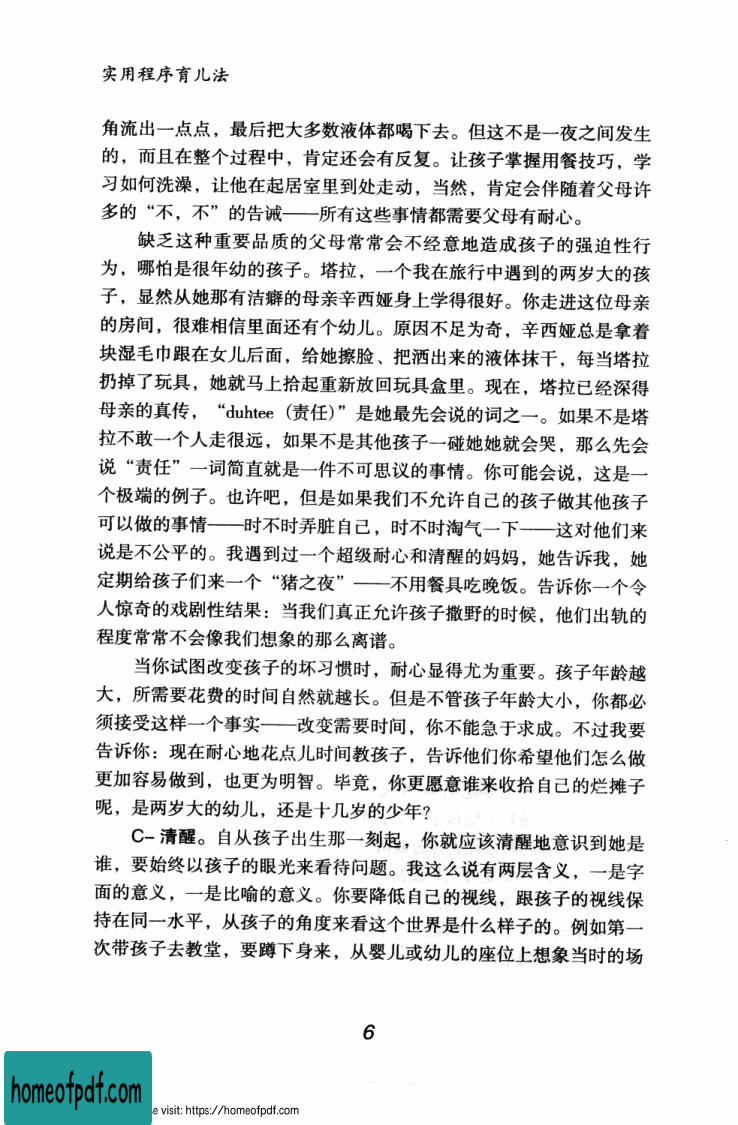 实用程序育儿法
角流出一点点，最后把大多数液体都喝下去。但这不是一夜之间发生
的，而且在整个过程中，肯定还会有反复。让孩子掌握用餐技巧，学
习如何洗澡，让他在起居室里到处走动，当然，肯定会伴随着父母许
多的“不，不”的告诫——所有这些事情都需要父母有耐心。
缺乏这种重要品质的父母常常会不经意地造成孩子的强迫性行
为，哪怕是很年幼的孩子。塔拉，一个我在旅行中遇到的两岁大的孩
子，显然从她那有洁癖的母亲辛西娅身上学得很好。你走进这位母亲
的房间，很难相信里面还有个幼儿。原因不足为奇，辛西娅总是拿着
块湿毛巾跟在女儿后面，给她擦脸、把洒出来的液体抹干，每当塔拉
扔掉了玩具，她就马上拾起重新放回玩具盒里。现在，塔拉已经深得
母亲的真传，“duhtee（责任）”是她最先会说的词之一。如果不是塔
拉不敢一个人走很远，如果不是其他孩子一碰她她就会哭，那么先会
说“责任”一词简直就是一件不可思议的事情。你可能会说，这是一
个极端的例子。也许吧，但是如果我们不允许自己的孩子做其他孩子
可以做的事情——时不时弄脏自己，时不时淘气一下——这对他们来
说是不公平的。我遇到过一个超级耐心和清醒的妈妈，她告诉我，她
定期给孩子们来一个“猪之夜”——不用餐具吃晚饭。告诉你一个令
人惊奇的戏剧性结果：当我们真正允许孩子撒野的时候，他们出轨的
程度常常不会像我们想象的那么离谱。
当你试图改变孩子的坏习惯时，耐心显得尤为重要。孩子年龄越
大，所需要花费的时间自然就越长。但是不管孩子年龄大小，你都必
须接受这样一个事实——改变需要时间，你不能急于求成。不过我要
告诉你：现在耐心地花点儿时间教孩子，告诉他们你希望他们怎么做
更加容易做到，也更为明智。毕竟，你更愿意谁来收拾自己的烂摊子
呢，是两岁大的幼儿，还是十几岁的少年？
C–清醒。自从孩子出生那一刻起，你就应该清醒地意识到她是
谁，要始终以孩子的眼光来看待问题。我这么说有两层含义，一是字
面的意义，一是比喻的意义。你要降低自己的视线，跟孩子的视线保
持在同一水平，从孩子的角度来看这个世界是什么样子的。例如第一
次带孩子去教堂，要蹲下身来，从婴儿或幼儿的座位上想象当时的场
6
homeofpdf.com
e visit: https://homeofpdf.com